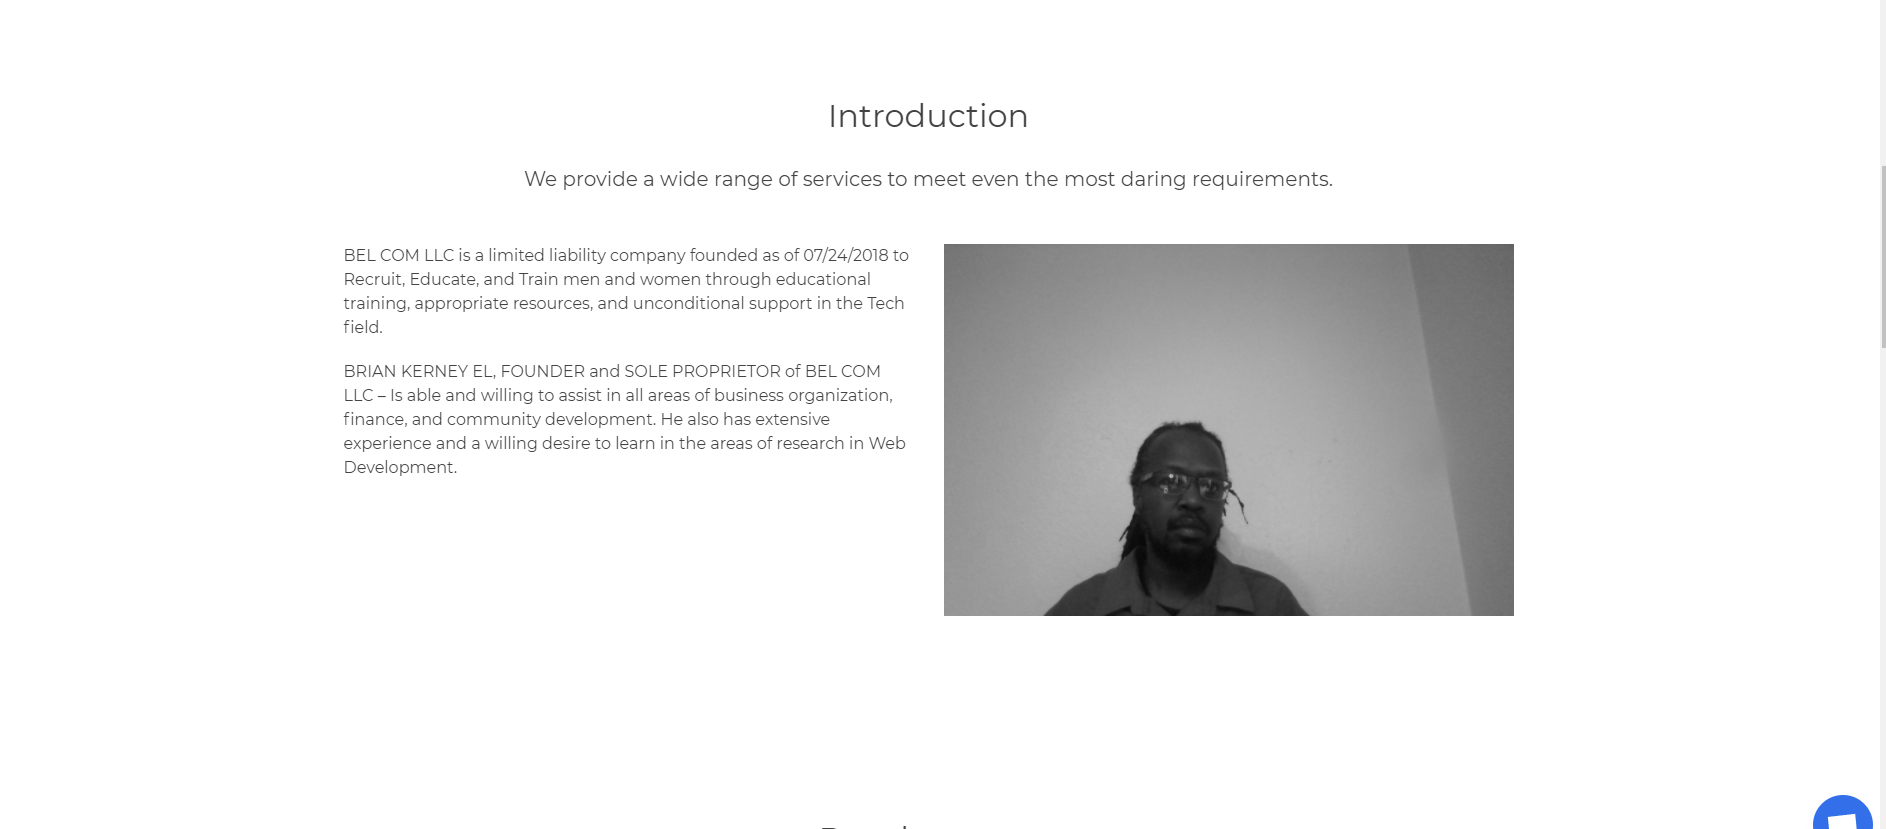 Introduction
We provide a wide range of services to meet even the most daring requirements.
BEL COM LLC is a limited liability company founded as of 07/24/2018 to
Recruit, Educate, and Train men and women through educational
training, appropriate resources, and unconditional support in the Tech
field.
BRIAN KERNEY EL, FOUNDER and SOLE PROPRIETOR of BEL COM
LLC – Is able and willing to assist in all areas of business organization,
finance, and community development. He also has extensive
experience and a willing desire to learn in the areas of research in Web
Development.